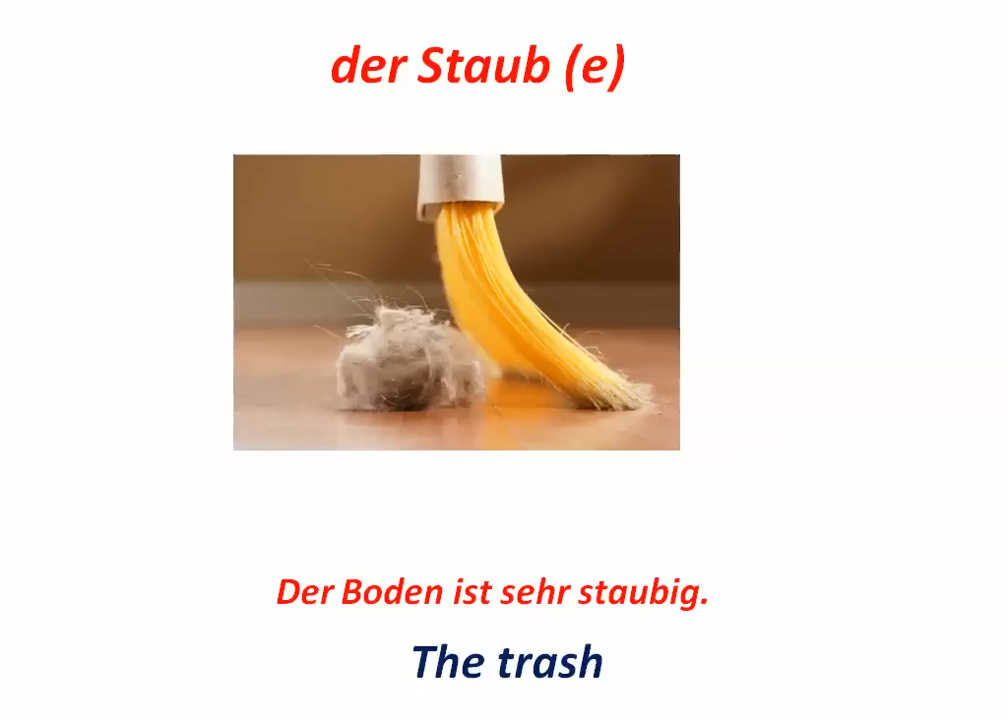 der Staub (e)
Der Boden ist sehr staubig.
The trash